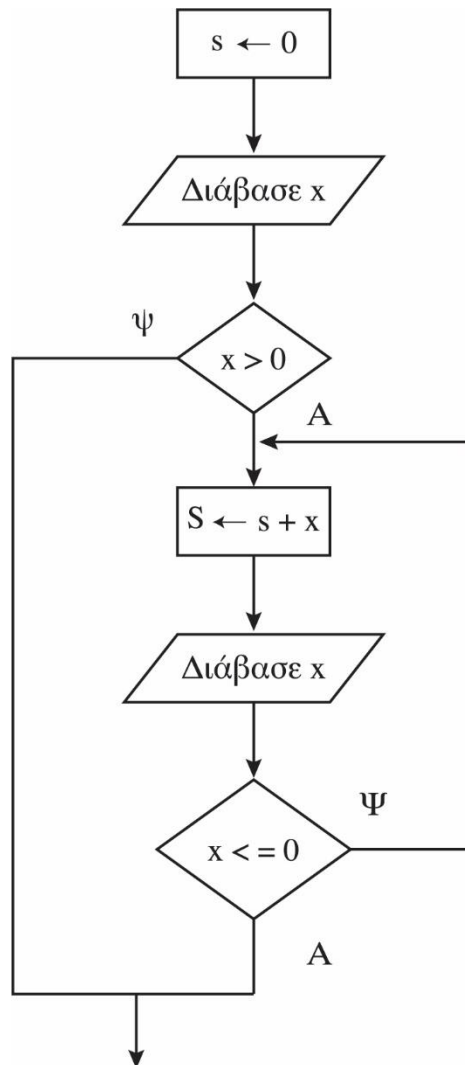 s ← 0
Διάβασε x
ψ
x > 0
Α
S ← s + x
Διάβασε x
Ψ
x < = 0
Α